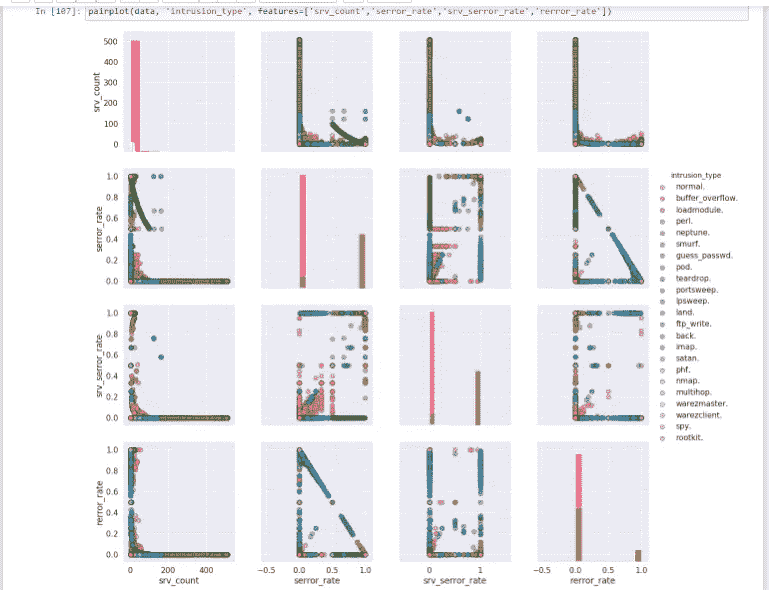 In [107]: pairplot(data, 'intrusion_type', features=['srv_count','serror_rate','srv_serror_rate','rerror_rate'])
500
400
300
200
100
0
srv_count
1.0
0.8
0.6
0.4
0.2
0.0
serror_rate
1.0
0.8
0.6
0.4
0.2
0.0
srv_serror_rate
1.0
0.8
0.6
0.4
0.2
0.0
rerror_rate
0 200 400
srv_count
−0.5 0.0 0.5 1.0
serror_rate
0 1
srv_serror_rate
−0.5 0.0 0.5 1.0
rerror_rate
intrusion_type
normal.
buffer_overflow.
loadmodule.
perl.
neptune.
smurf.
guess_passwd.
pod.
teardrop.
portsweep.
ipsweep.
land.
ftp_write.
back.
imap.
satan.
phf.
nmap.
multihop.
warezmaster.
warezclient.
spy.
rootkit.